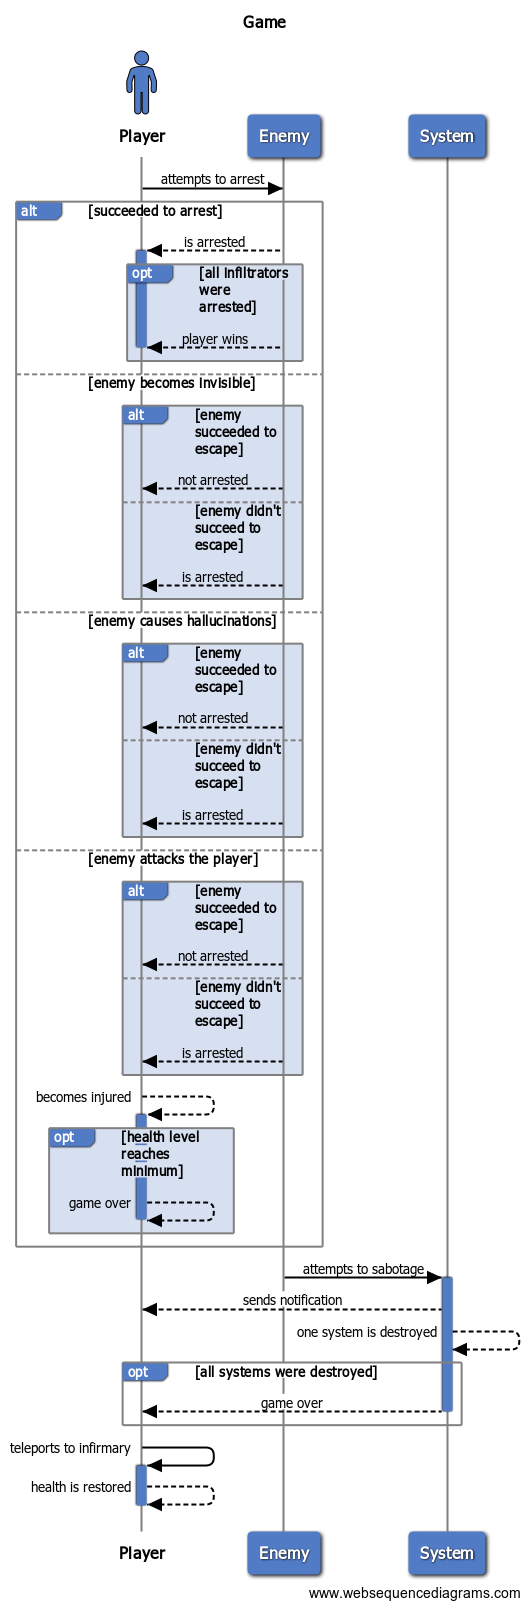 Game
Player
Enemy
System
attempts to arrest
alt
[succeeded to arrest]
is arrested
opt
[all infiltrators
were
arrested]
player wins
[enemy becomes invisible]
alt
[enemy
succeeded to
escape]
not arrested
[enemy didn't
succeed to
escape]
is arrested
[enemy causes hallucinations]
alt
[enemy
succeeded to
escape]
not arrested
[enemy didn't
succeed to
escape]
is arrested
[enemy attacks the player]
alt
[enemy
succeeded to
escape]
not arrested
[enemy didn't
succeed to
escape]
is arrested
becomes injured
opt
[health level
reaches
minimum]
game over
attempts to sabotage
sends notification
one system is destroyed
opt
[all systems were destroyed]
game over
teleports to infirmary
health is restored
Player
Enemy
System
www.websequencediagrams.com